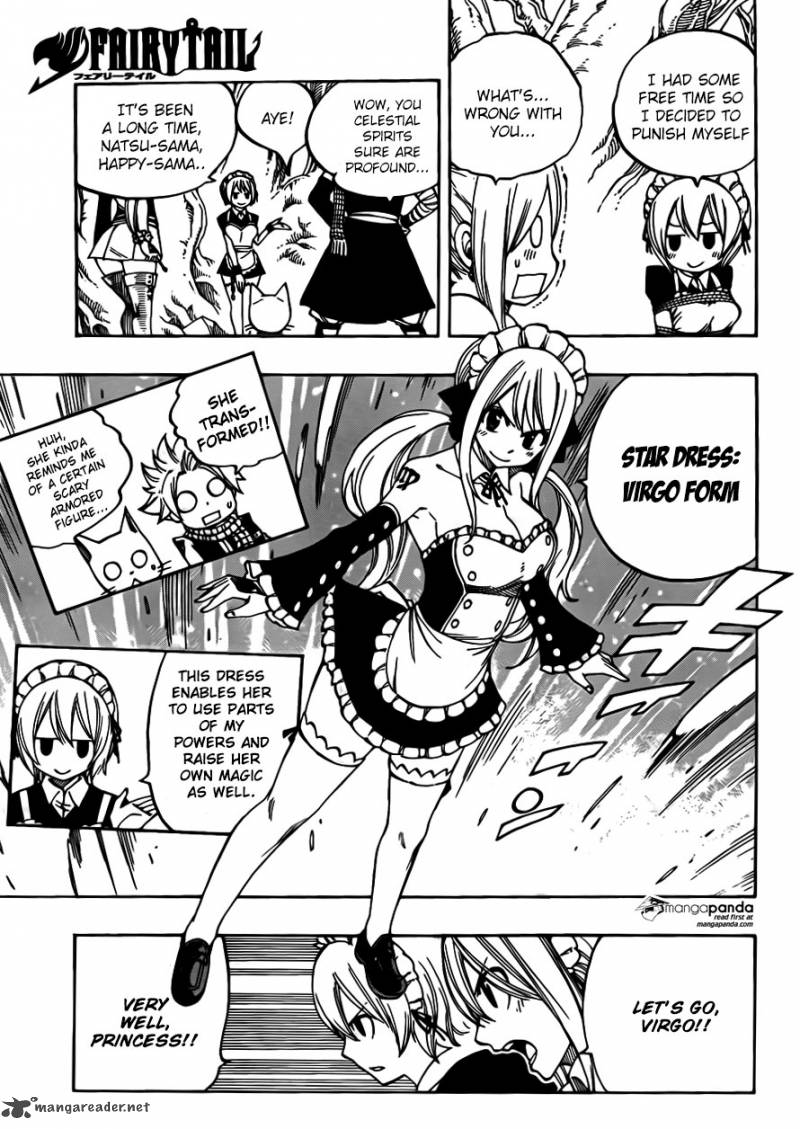 FAIRY TAIL
フェアリーテイル
I HAD SOME
FREE TIME SO
I DECIDED TO
PUNISH MYSELF
WHAT'S...
WRONG WITH
YOU...
WOW, YOU
CELESTIAL
SPIRITS
SURE ARE
PROFOUND...
AYE!
IT'S BEEN
A LONG TIME,
NATSU-SAMA,
HAPPY-SAMA..
STAR DRESS:
VIRGO FORM
SHE
TRANS-
FORMED!!
HUH,
SHE KINDA
REMINDS ME
OF A CERTAIN
SCARY
ARMORED
FIGURE...
THIS DRESS
ENABLES HER
TO USE PARTS
OF MY
POWERS AND
RAISE HER
OWN MAGIC
AS WELL.
キラーン
mangapanda
read first at
mangapanda.com
LET'S GO,
VIRGO!!
VERY
WELL,
PRINCESS!!
mangareader.net